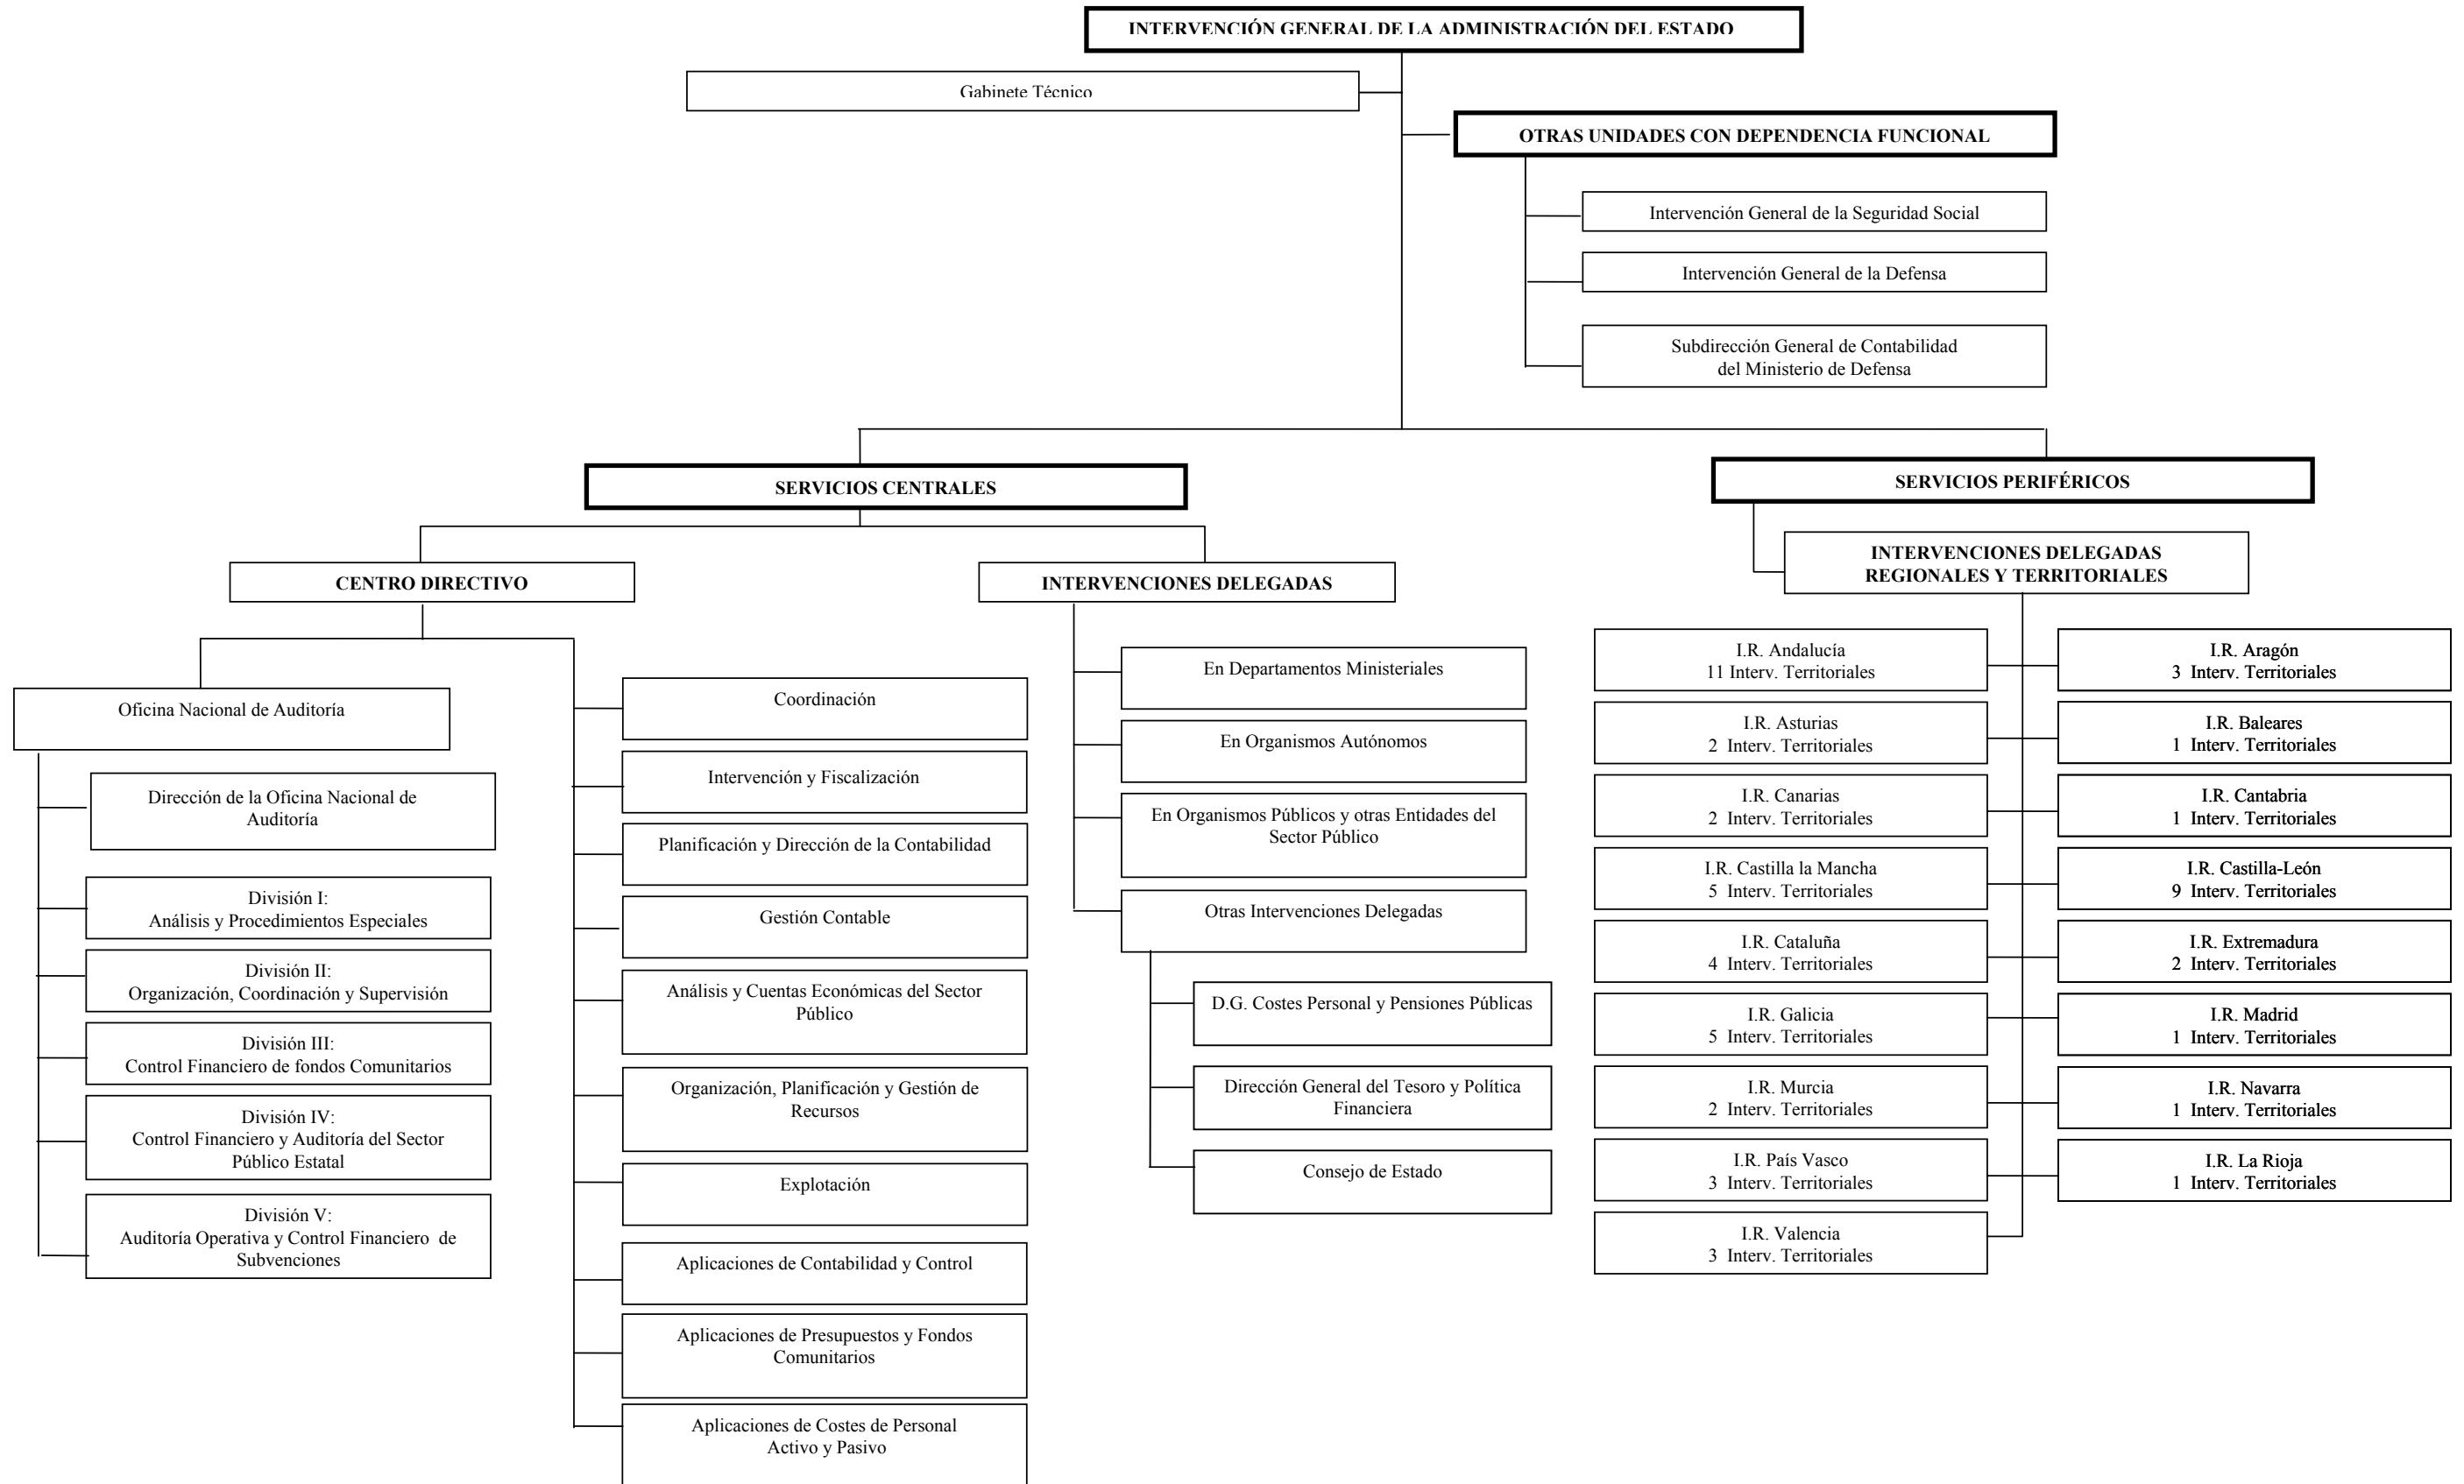 INTERVENCIÓN GENERAL DE LA ADMINISTRACIÓN DEL ESTADO
Gabinete Técnico
OTRAS UNIDADES CON DEPENDENCIA FUNCIONAL
Intervención General de la Seguridad Social
Intervención General de la Defensa
Subdirección General de Contabilidad
del Ministerio de Defensa
SERVICIOS CENTRALES
CENTRO DIRECTIVO
Oficina Nacional de Auditoría
Dirección de la Oficina Nacional de
Auditoría
División I:
Análisis y Procedimientos Especiales
División II:
Organización, Coordinación y Supervisión
División III:
Control Financiero de fondos Comunitarios
División IV:
Control Financiero y Auditoría del Sector
Público Estatal
División V:
Auditoría Operativa y Control Financiero de
Subvenciones
Coordinación
Intervención y Fiscalización
Planificación y Dirección de la Contabilidad
Gestión Contable
Análisis y Cuentas Económicas del Sector
Público
Organización, Planificación y Gestión de
Recursos
Explotación
Aplicaciones de Contabilidad y Control
Aplicaciones de Presupuestos y Fondos
Comunitarios
Aplicaciones de Costes de Personal
Activo y Pasivo
INTERVENCIONES DELEGADAS
En Departamentos Ministeriales
En Organismos Autónomos
En Organismos Públicos y otras Entidades del
Sector Público
Otras Intervenciones Delegadas
D.G. Costes Personal y Pensiones Públicas
Dirección General del Tesoro y Política
Financiera
Consejo de Estado
SERVICIOS PERIFÉRICOS
INTERVENCIONES DELEGADAS
REGIONALES Y TERRITORIALES
I.R. Andalucía
11 Interv. Territoriales
I.R. Aragón
3 Interv. Territoriales
I.R. Asturias
2 Interv. Territoriales
I.R. Baleares
1 Interv. Territoriales
I.R. Canarias
2 Interv. Territoriales
I.R. Cantabria
1 Interv. Territoriales
I.R. Castilla la Mancha
5 Interv. Territoriales
I.R. Castilla-León
9 Interv. Territoriales
I.R. Cataluña
4 Interv. Territoriales
I.R. Extremadura
2 Interv. Territoriales
I.R. Galicia
5 Interv. Territoriales
I.R. Madrid
1 Interv. Territoriales
I.R. Murcia
2 Interv. Territoriales
I.R. Navarra
1 Interv. Territoriales
I.R. País Vasco
3 Interv. Territoriales
I.R. La Rioja
1 Interv. Territoriales
I.R. Valencia
3 Interv. Territoriales